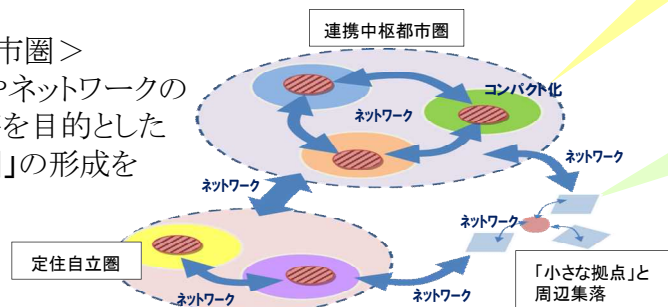 市圏＞
ネットワークの
を目的とした
」の形成を
連携中枢都市圏
コンパクト化
ネットワーク
ネットワーク
ネットワーク
ネットワーク
定住自立圏
ネットワーク
ネットワーク
「小さな拠点」と
周辺集落